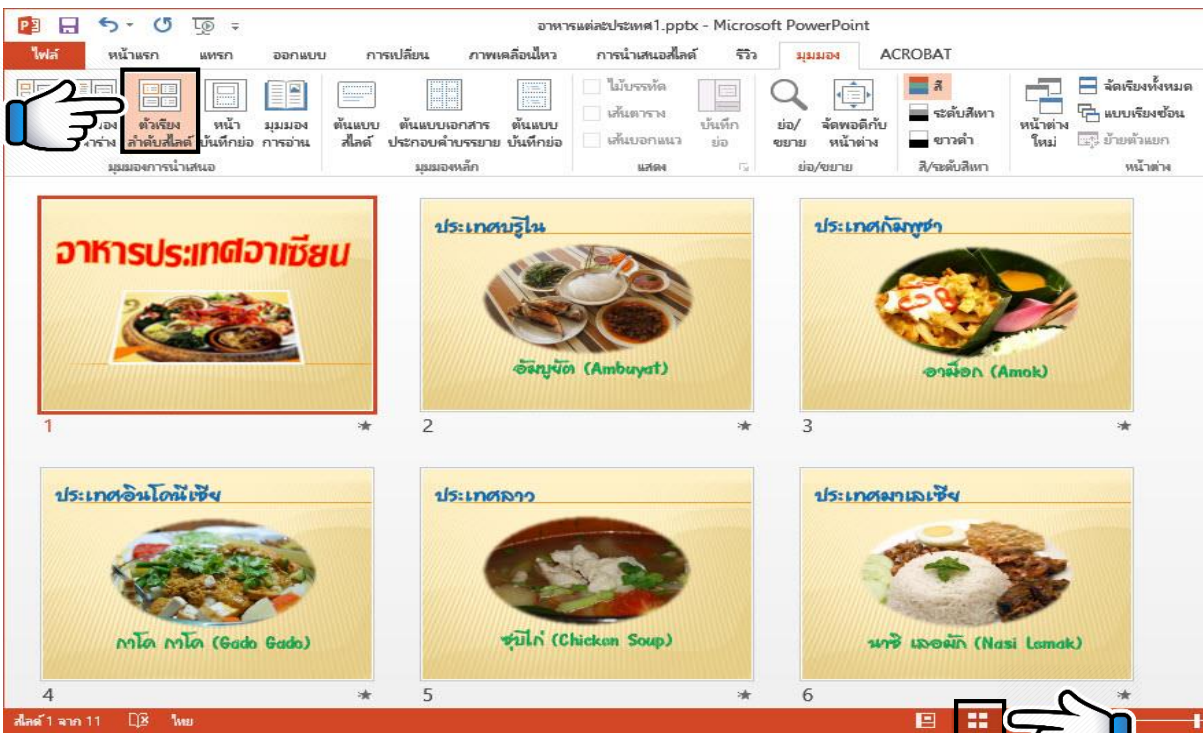 อาหารแต่ละประเทศ1.pptx - Microsoft PowerPoint
ไฟล์ หน้าแรก แทรก ออกแบบ การเปลี่ยน ภาพเคลื่อนไหว การนำเสนอสไลด์ รีวิว มุมมอง ACROBAT
ตัวเรียงลำดับสไลด์
หน้าบันทึกย่อ
มุมมองการอ่าน
ต้นแบบสไลด์
ต้นแบบเอกสารประกอบคำบรรยาย
ต้นแบบบันทึกย่อ
ไม้บรรทัด
เส้นตาราง
เส้นบอกแนว
บันทึกย่อ
ย่อ/ขยาย
จัดพอดีกับหน้าต่าง
สี
ระดับสีเทา
ขาวดำ
หน้าต่างใหม่
จัดเรียงทั้งหมด
แบบเรียงซ้อน
ย้ายตัวแยก
มุมมองการนำเสนอ มุมมองหลัก แสดง ย่อ/ขยาย สี/ระดับสีเทา หน้าต่าง
อาหารประเทศอาเซียน
1
ประเทศบรูไน
อัมบูยัต (Ambuyat)
2
ประเทศกัมพูชา
อาม็อก (Amok)
3
ประเทศอินโดนีเซีย
กาโด กาโด (Gado Gado)
4
ประเทศลาว
ซุปไก่ (Chicken Soup)
5
ประเทศมาเลเซีย
นาซิ เลอมัก (Nasi Lemak)
6
สไลด์ 1 จาก 11 ไทย